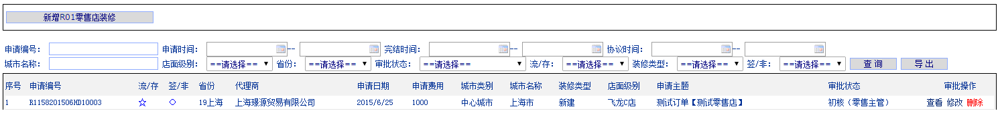 新增R01零售店装修
申请编号: 申请时间: -- 完结时间: -- 协议时间: --
城市名称: 店面级别: ==请选择== 省份: ==请选择== 审批状态: ==请选择== 流/存: ==请选择== 装修类型: ==请选择== 签/非: ==请选择== 查 询 导 出
序号 申请编号 流/存 签/非 省份 代理商 申请日期 申请费用 城市类别 城市名称 装修类型 店面级别 申请主题 审批状态 审批操作
1 R1158201506HD10003 ☆ ○ 19上海 上海璟源贸易有限公司 2015/6/25 1000 中心城市 上海市 新建 飞龙C店 测试订单【测试零售店】 初核（零售主管） 查看 修改 删除